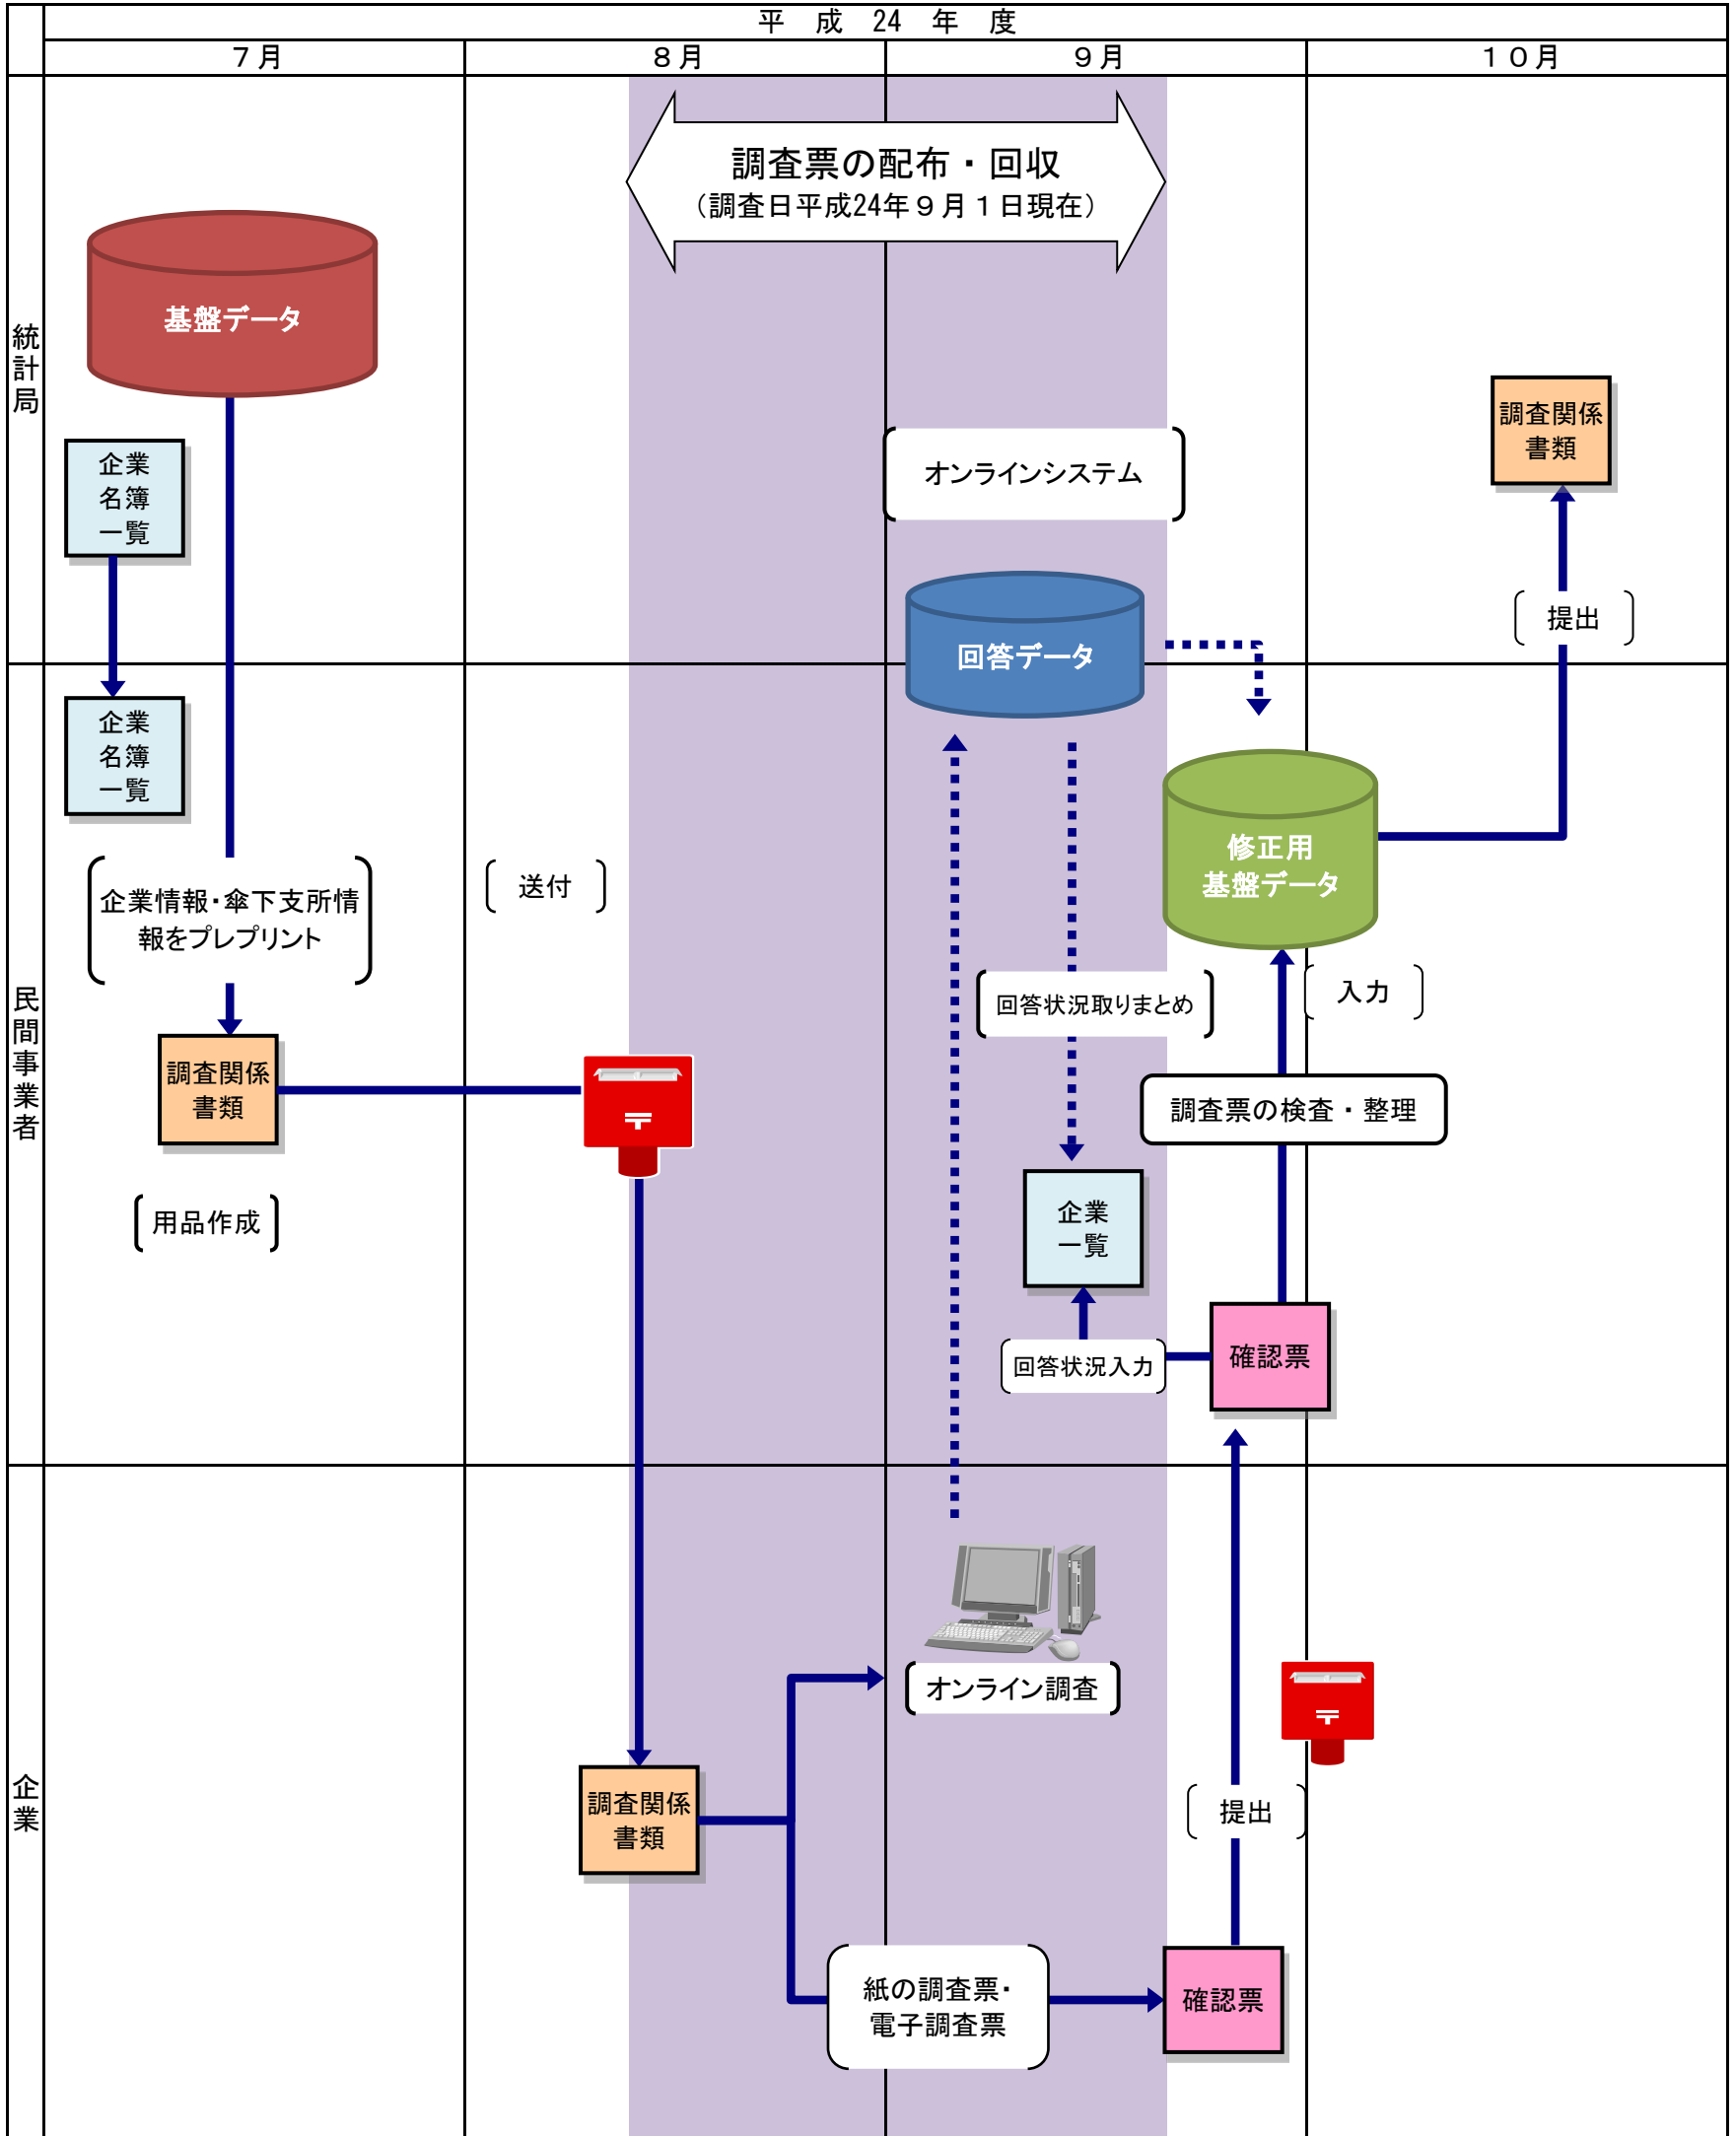 平 成 24 年 度
７月
８月
９月
１０月
調査票の配布・回収
（調査日平成24年９月１日現在）
統計局
基盤データ
企業
名簿
一覧
オンラインシステム
調査関係
書類
回答データ
提出
民間事業者
企業
名簿
一覧
修正用
基盤データ
企業情報・傘下支所情
報をプレプリント
送付
回答状況取りまとめ
入力
調査関係
書類
〒
調査票の検査・整理
用品作成
企業
一覧
回答状況入力
確認票
企業
オンライン調査
〒
調査関係
書類
提出
紙の調査票・
電子調査票
確認票